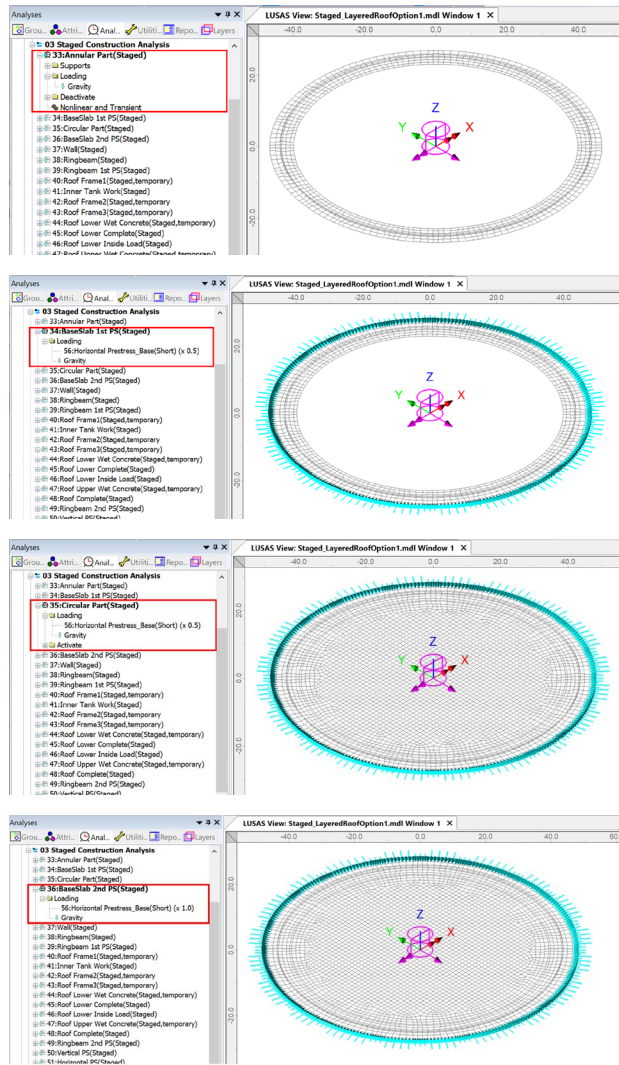 Analyses
LUSAS View: Staged_LayeredRoofOption1.mdl Window 1 X
Grou... Attri... Anal... Utiliti... Repo... Layers
-40.0 -20.0 0.0 20.0 40.0
03 Staged Construction Analysis
33:Annular Part(Staged)
Supports
Loading
Gravity
Deactivate
Nonlinear and Transient
34:BaseSlab 1st PS(Staged)
35:Circular Part(Staged)
36:BaseSlab 2nd PS(Staged)
37:Wall(Staged)
38:Ringbeam(Staged)
39:Ringbeam 1st PS(Staged)
40:Roof Frame1(Staged,temporary)
41:Inner Tank Work(Staged)
42:Roof Frame2(Staged)
43:Roof Frame3(Staged)
44:Roof Lower Wet Concrete(Staged,temporary)
45:Roof Lower Complete(Staged)
46:Roof Lower Inside Load(Staged)
47:Roof Upper Wet Concrete(Staged,temporary)
20.0
0.0
-20.0
Z
Y
X
Analyses
LUSAS View: Staged_LayeredRoofOption1.mdl Window 1 X
Grou... Attri... Anal... Utiliti... Repo... Layers
-40.0 -20.0 0.0 20.0 40.0
03 Staged Construction Analysis
33:Annular Part(Staged)
34:BaseSlab 1st PS(Staged)
Loading
56:Horizontal Prestress_Base(Short) (x 0.5)
Gravity
35:Circular Part(Staged)
36:BaseSlab 2nd PS(Staged)
37:Wall(Staged)
38:Ringbeam(Staged)
39:Ringbeam 1st PS(Staged)
40:Roof Frame1(Staged,temporary)
41:Inner Tank Work(Staged)
42:Roof Frame2(Staged)
43:Roof Frame3(Staged)
44:Roof Lower Wet Concrete(Staged,temporary)
45:Roof Lower Complete(Staged)
46:Roof Lower Inside Load(Staged)
47:Roof Upper Wet Concrete(Staged,temporary)
48:Roof Complete(Staged)
49:Ringbeam 2nd PS(Staged)
50:Vertical PS(Staged)
20.0
0.0
-20.0
Z
Y
X
Analyses
LUSAS View: Staged_LayeredRoofOption1.mdl Window 1 X
Grou... Attri... Anal... Utiliti... Repo... Layers
-40.0 -20.0 0.0 20.0 40.0
03 Staged Construction Analysis
33:Annular Part(Staged)
34:BaseSlab 1st PS(Staged)
35:Circular Part(Staged)
Loading
56:Horizontal Prestress_Base(Short) (x 0.5)
Gravity
Activate
36:BaseSlab 2nd PS(Staged)
37:Wall(Staged)
38:Ringbeam(Staged)
39:Ringbeam 1st PS(Staged)
40:Roof Frame1(Staged,temporary)
41:Inner Tank Work(Staged)
42:Roof Frame2(Staged)
43:Roof Frame3(Staged)
44:Roof Lower Wet Concrete(Staged,temporary)
45:Roof Lower Complete(Staged)
46:Roof Lower Inside Load(Staged)
47:Roof Upper Wet Concrete(Staged,temporary)
48:Roof Complete(Staged)
49:Ringbeam 2nd PS(Staged)
50:Vertical PS(Staged)
20.0
0.0
-20.0
Z
Y
X
Analyses
LUSAS View: Staged_LayeredRoofOption1.mdl Window 1 X
Grou... Attri... Anal... Utiliti... Repo... Layers
-40.0 -20.0 0.0 20.0 40.0 60.
03 Staged Construction Analysis
33:Annular Part(Staged)
34:BaseSlab 1st PS(Staged)
35:Circular Part(Staged)
36:BaseSlab 2nd PS(Staged)
Loading
56:Horizontal Prestress_Base(Short) (x 1.0)
Gravity
37:Wall(Staged)
38:Ringbeam(Staged)
39:Ringbeam 1st PS(Staged)
40:Roof Frame1(Staged,temporary)
41:Inner Tank Work(Staged)
42:Roof Frame2(Staged)
43:Roof Frame3(Staged)
44:Roof Lower Wet Concrete(Staged,temporary)
45:Roof Lower Complete(Staged)
46:Roof Lower Inside Load(Staged)
47:Roof Upper Wet Concrete(Staged,temporary)
48:Roof Complete(Staged)
49:Ringbeam 2nd PS(Staged)
50:Vertical PS(Staged)
51:Horizontal PS(Staged)
20.0
0.0
-20.0
Z
Y
X